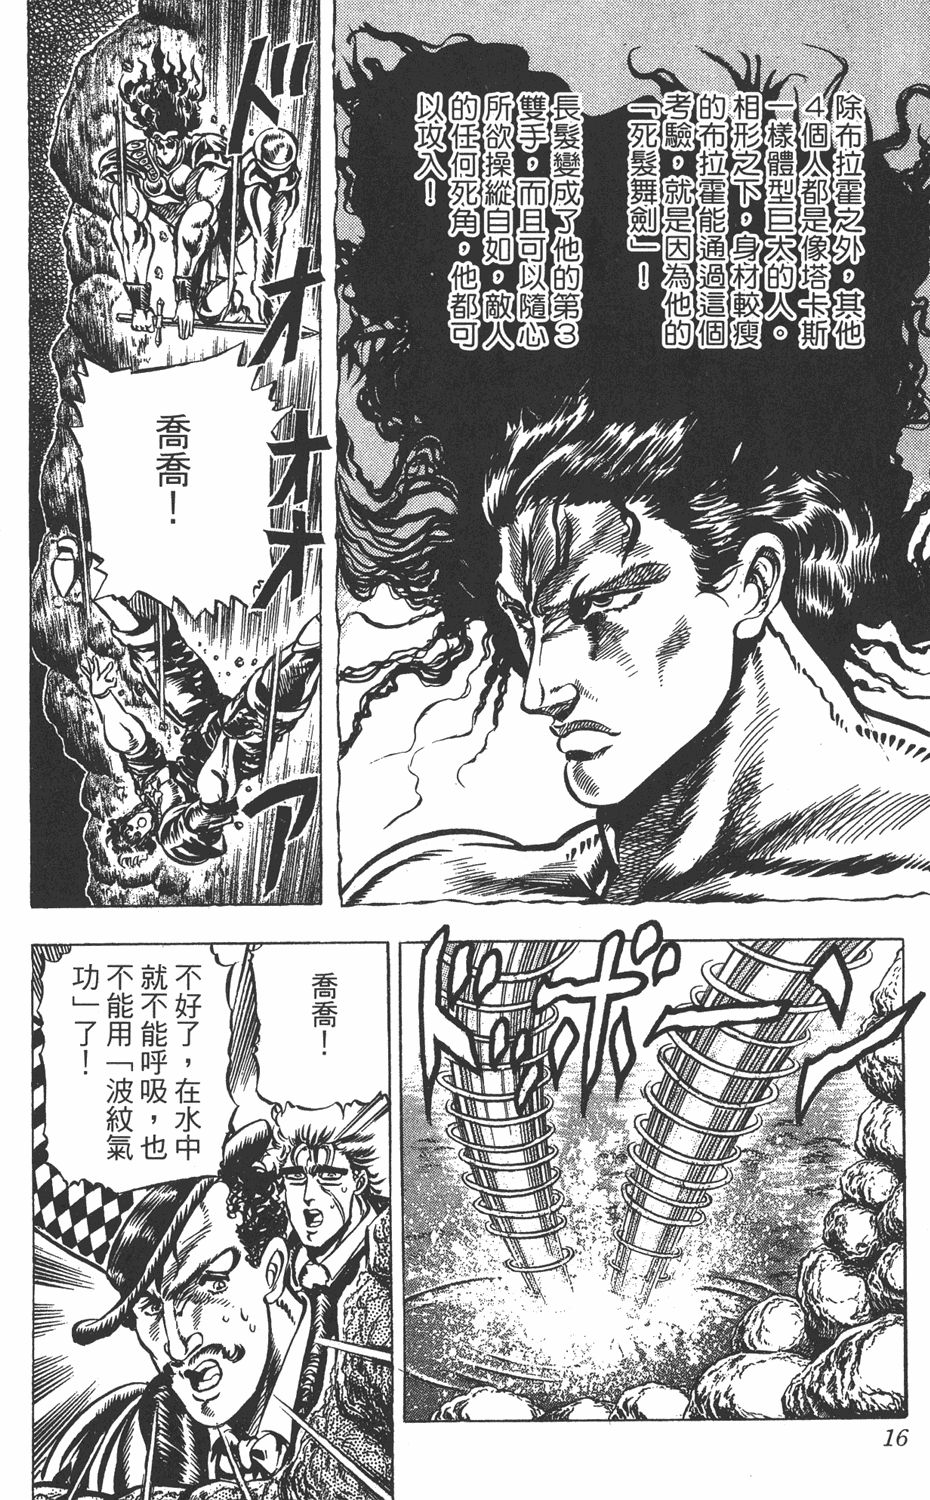 除布拉霍之外，其他
4個人都是像塔卡斯
一樣體型巨大的人。
相形之下，身材較瘦
的布拉霍能通過這個
考驗，就是因為他的
「死髮舞劍」！
長髮變成了他的第3
雙手，而且可以隨心
所欲操縱自如，敵人
的任何死角，他都可
以攻入！
ドオオオ
喬喬！
ァ
ドドボーン
喬喬！
不好了，在水中
就不能呼吸，也
不能用「波紋氣
功」了！
16